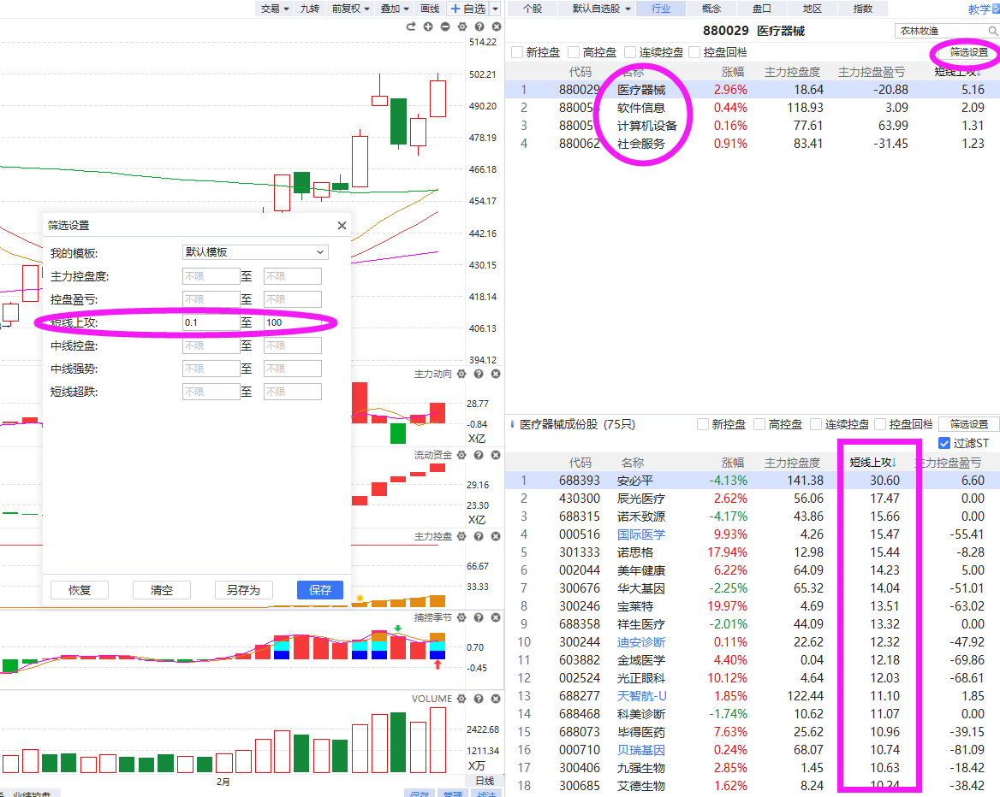 交易 九转 前复权 叠加 画线 自选
514.22
502.21
490.20
478.19
466.18
454.17
442.16
430.15
418.14
406.13
394.12
筛选设置
我的模板: 默认模板
主力控盘度: 不限 至 不限
控盘盈亏: 不限 至 不限
短线上攻: 0.1 至 100
中线控盘: 不限 至 不限
中线强势: 不限 至 不限
短线超跌: 不限 至 不限
恢复 清空 另存为 保存
主力动向
28.77
-0.84
X亿
流动资金
29.16
23.30
X亿
主力控盘
66.67
33.33
捕捞季节
0.70
-0.45
VOLUME
2422.68
1211.34
X万
2月 日线
业绩控盘 保存 管理 战法
个股 默认自选股 行业 概念 盘口 地区 指数 教学
880029 医疗器械 农林牧渔
新控盘 高控盘 连续控盘 控盘回档 筛选设置
代码 名称 涨幅 主力控盘度 主力控盘盈亏 短线上攻↓
1 880029 医疗器械 2.96% 18.64 -20.88 5.16
2 88005 软件信息 0.44% 118.93 3.09 2.09
3 88005 计算机设备 0.16% 77.61 63.99 1.31
4 880062 社会服务 0.91% 83.41 -31.45 1.23
医疗器械成份股 (75只) 新控盘 高控盘 连续控盘 控盘回档 筛选设置
过滤ST
代码 名称 涨幅 主力控盘度 短线上攻↓ 主力控盘盈亏
1 688393 安必平 -4.13% 141.38 30.60 6.60
2 430300 辰光医疗 2.62% 56.06 17.47 0.00
3 688315 诺禾致源 -4.17% 43.86 15.66 0.00
4 000516 国际医学 9.93% 4.26 15.47 -55.41
5 301333 诺思格 17.94% 12.98 15.44 -8.28
6 002044 美年健康 6.22% 64.09 14.23 5.00
7 300676 华大基因 -2.25% 65.32 14.04 -51.01
8 300246 宝莱特 19.97% 4.69 13.51 -63.02
9 688358 祥生医疗 -2.01% 44.09 13.32 0.00
10 300244 迪安诊断 0.11% 22.62 12.32 -47.92
11 603882 金域医学 4.40% 0.04 12.18 -69.86
12 002524 光正眼科 10.12% 4.64 12.03 -68.61
13 688277 天智航-U 1.85% 122.44 11.10 1.85
14 688468 科美诊断 -1.74% 10.62 11.07 0.00
15 688073 毕得医药 7.63% 25.62 10.96 -39.15
16 000710 贝瑞基因 0.24% 68.07 10.74 -81.09
17 300406 九强生物 2.85% 1.45 10.63 -18.42
18 300685 艾德生物 1.62% 8.24 10.24 -38.42